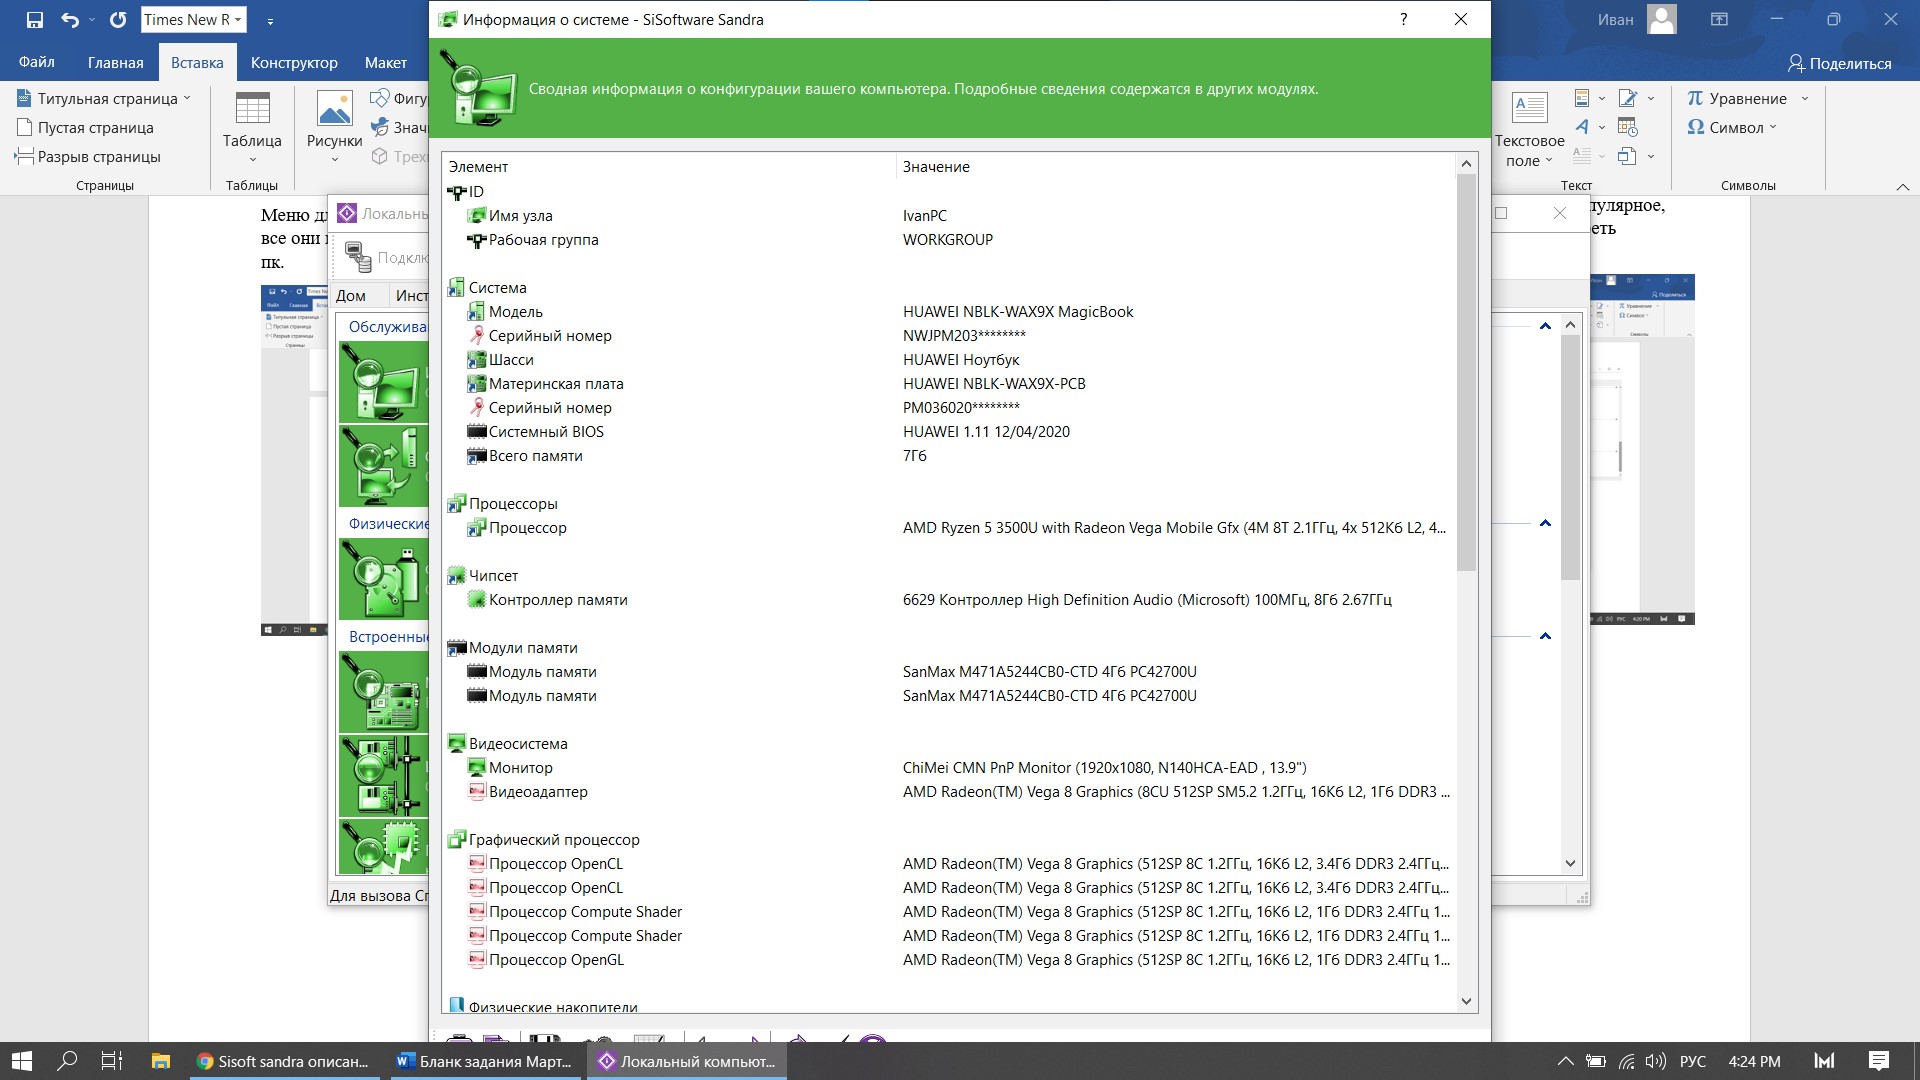 Times New R
Информация о системе - SiSoftware Sandra
?
Иван
Файл Главная Вставка Конструктор Макет
Поделиться
Сводная информация о конфигурации вашего компьютера. Подробные сведения содержатся в других модулях.
Титульная страница
Пустая страница
Разрыв страницы
Страницы
Таблица
Таблицы
Рисунки
Фигу
Знач
Трех
Текстовое
поле
Текст
Уравнение
Символ
Символы
Меню дл
все они
пк.
пулярное,
еть
Локальны
Подклю
Дом Инст
Обслужива
Физические
Встроенные
Для вызова Сп
Элемент Значение
ID
Имя узла IvanPC
Рабочая группа WORKGROUP
Система
Модель HUAWEI NBLK-WAX9X MagicBook
Серийный номер NWJPM203********
Шасси HUAWEI Ноутбук
Материнская плата HUAWEI NBLK-WAX9X-PCB
Серийный номер PM036020********
Системный BIOS HUAWEI 1.11 12/04/2020
Всего памяти 7Гб
Процессоры
Процессор AMD Ryzen 5 3500U with Radeon Vega Mobile Gfx (4M 8T 2.1ГГц, 4x 512Кб L2, 4...
Чипсет
Контроллер памяти 6629 Контроллер High Definition Audio (Microsoft) 100МГц, 8Гб 2.67ГГц
Модули памяти
Модуль памяти SanMax M471A5244CB0-CTD 4Гб PC42700U
Модуль памяти SanMax M471A5244CB0-CTD 4Гб PC42700U
Видеосистема
Монитор ChiMei CMN PnP Monitor (1920x1080, N140HCA-EAD , 13.9")
Видеоадаптер AMD Radeon(TM) Vega 8 Graphics (8CU 512SP SM5.2 1.2ГГц, 16Кб L2, 1Гб DDR3 ...
Графический процессор
Процессор OpenCL AMD Radeon(TM) Vega 8 Graphics (512SP 8C 1.2ГГц, 16Кб L2, 3.4Гб DDR3 2.4ГГц...
Процессор OpenCL AMD Radeon(TM) Vega 8 Graphics (512SP 8C 1.2ГГц, 16Кб L2, 3.4Гб DDR3 2.4ГГц...
Процессор Compute Shader AMD Radeon(TM) Vega 8 Graphics (512SP 8C 1.2ГГц, 16Кб L2, 1Гб DDR3 2.4ГГц 1...
Процессор Compute Shader AMD Radeon(TM) Vega 8 Graphics (512SP 8C 1.2ГГц, 16Кб L2, 1Гб DDR3 2.4ГГц 1...
Процессор OpenGL AMD Radeon(TM) Vega 8 Graphics (512SP 8C 1.2ГГц, 16Кб L2, 1Гб DDR3 2.4ГГц 1...
Физические накопители
Sisoft sandra описан...
Бланк задания Март...
Локальный компьют...
РУС
4:24 PM